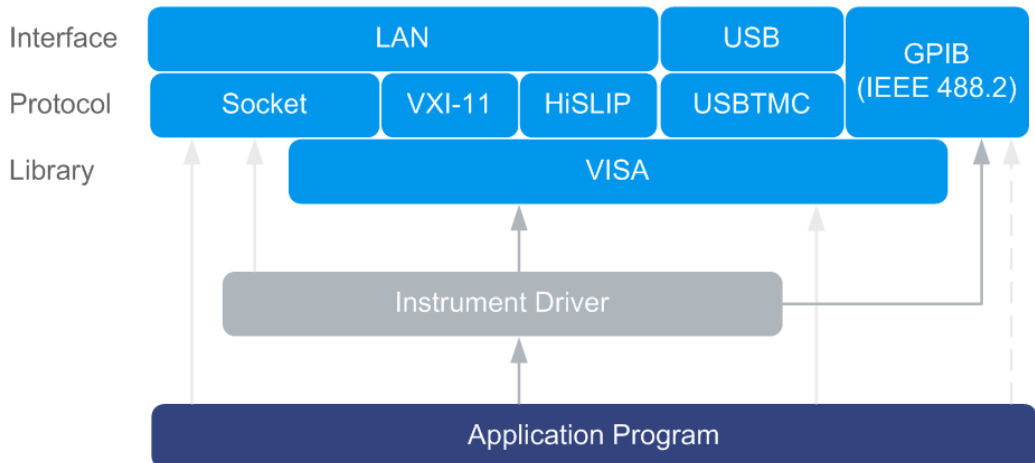 Interface
LAN
USB
GPIB
(IEEE 488.2)
Protocol
Socket
VXI-11
HiSLIP
USBTMC
Library
VISA
Instrument Driver
Application Program